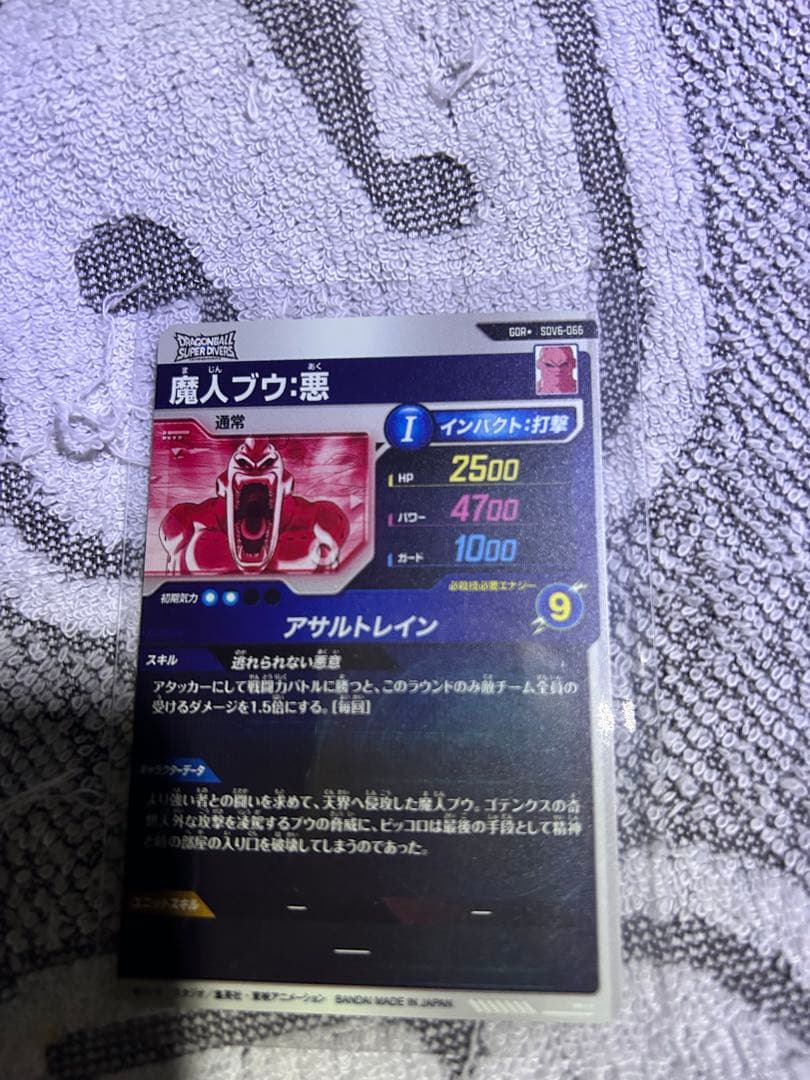 DRAGONBALL
SUPER DIVERS
GDR★ SDV6-066
魔人ブウ:悪
ま じん あく
通常
I インパクト:打撃
HP 2500
パワー 4700
ガード 1000
初期気力
必殺技必要エナジー
9
アサルトレイン
スキル 逃れられない悪意
アタッカーにして戦闘力バトルに勝つと、このラウンドのみ敵チーム全員の
受けるダメージを1.5倍にする。[毎回]
キャラクターデータ
より強い者との闘いを求めて、天界へ侵攻した魔人ブウ。ゴテンクスの奇
想天外な攻撃を凌駕するブウの脅威に、ピッコロは最後の手段として精神
と時の部屋の入り口を破壊してしまうのであった。
ユニットスキル
— —
—
スタジオ/集英社・東映アニメーション BANDAI MADE IN JAPAN